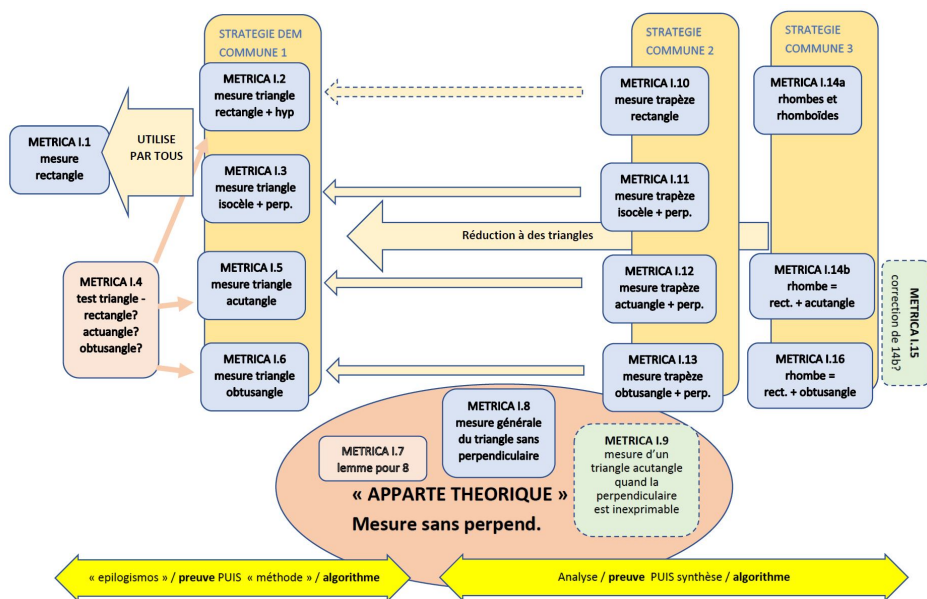 STRATEGIE DEM
COMMUNE 1
METRICA I.2
mesure triangle
rectangle + hyp
METRICA I.1
mesure
rectangle
UTILISE
PAR TOUS
METRICA I.3
mesure triangle
isocèle + perp.
METRICA I.4
test triangle -
rectangle?
actuangle?
obtusangle?
METRICA I.5
mesure triangle
acutangle
METRICA I.6
mesure triangle
obtusangle
STRATEGIE
COMMUNE 2
METRICA I.10
mesure trapèze
rectangle
METRICA I.11
mesure trapèze
isocèle + perp.
Réduction à des triangles
METRICA I.12
mesure trapèze
actuangle + perp.
METRICA I.13
mesure trapèze
obtusangle + perp.
STRATEGIE
COMMUNE 3
METRICA I.14a
rhombes et
rhomboïdes
METRICA I.14b
rhombe =
rect. + acutangle
METRICA I.16
rhombe =
rect. + obtusangle
METRICA I.15
correction de 14b?
METRICA I.8
mesure générale
du triangle sans
perpendiculaire
METRICA I.7
lemme pour 8
METRICA I.9
mesure d’un
triangle acutangle
quand la
perpendiculaire
est inexprimable
« APPARTE THEORIQUE »
Mesure sans perpend.
« epilogismos » / preuve PUIS « méthode » / algorithme
Analyse / preuve PUIS synthèse / algorithme